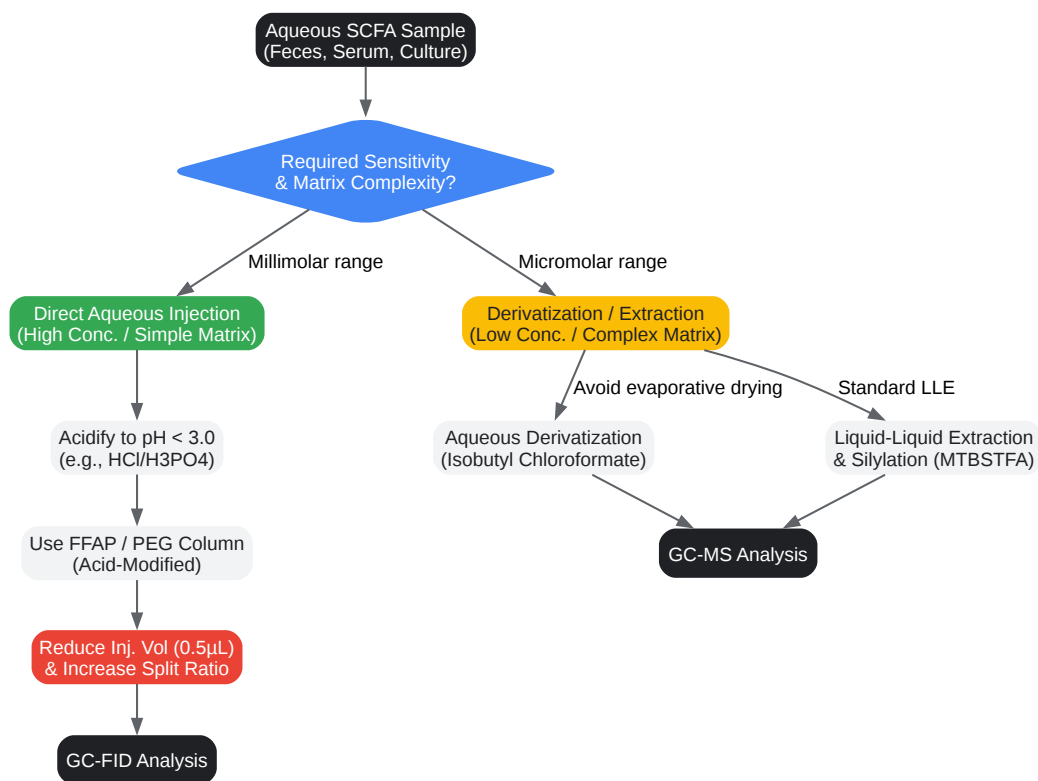 Aqueous SCFA Sample
(Feces, Serum, Culture)
Required Sensitivity
& Matrix Complexity?
Millimolar range
Micromolar range
Direct Aqueous Injection
(High Conc. / Simple Matrix)
Derivatization / Extraction
(Low Conc. / Complex Matrix)
Avoid evaporative drying
Standard LLE
Acidify to pH < 3.0
(e.g., HCl/H3PO4)
Aqueous Derivatization
(Isobutyl Chloroformate)
Liquid-Liquid Extraction
& Silylation (MTBSTFA)
Use FFAP / PEG Column
(Acid-Modified)
GC-MS Analysis
Reduce Inj. Vol (0.5µL)
& Increase Split Ratio
GC-FID Analysis